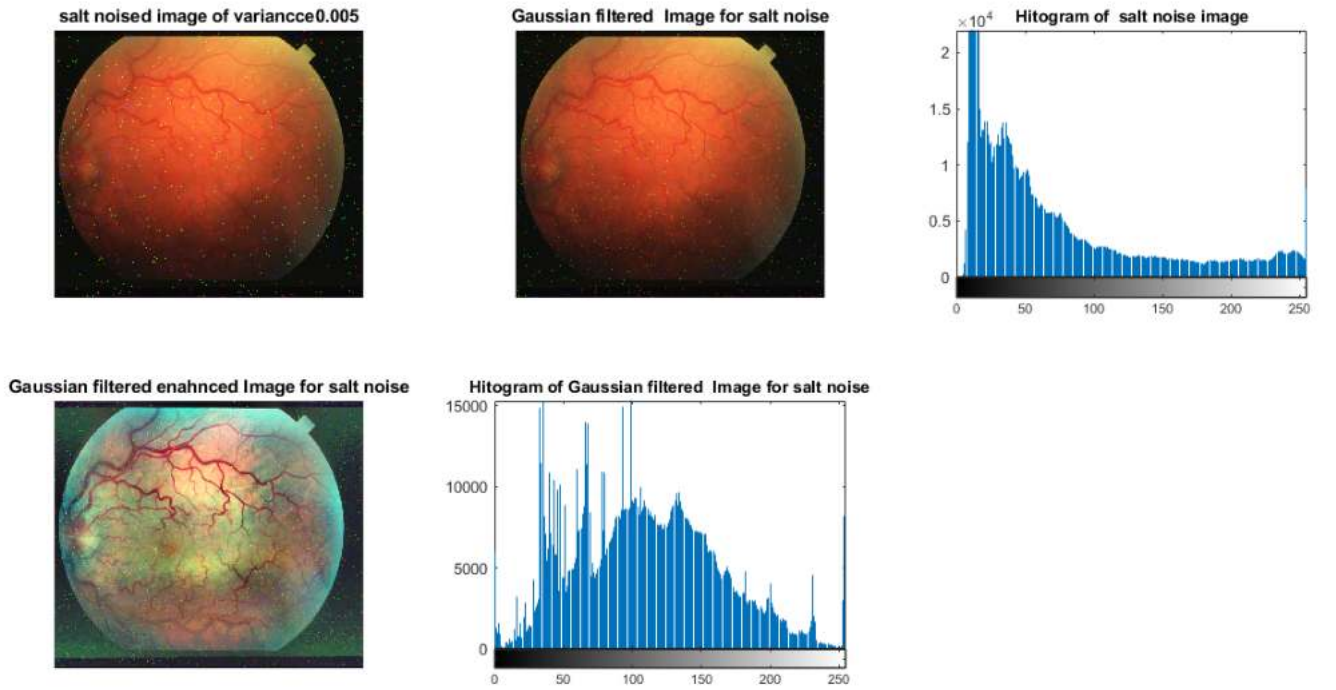 salt noised image of variancce0.005
Gaussian filtered  Image for salt noise
Hitogram of  salt noise image
×10⁴
2
1.5
1
0.5
0
0 50 100 150 200 250
Gaussian filtered enahnced Image for salt noise
Hitogram of Gaussian filtered  Image for salt noise
15000
10000
5000
0
0 50 100 150 200 250